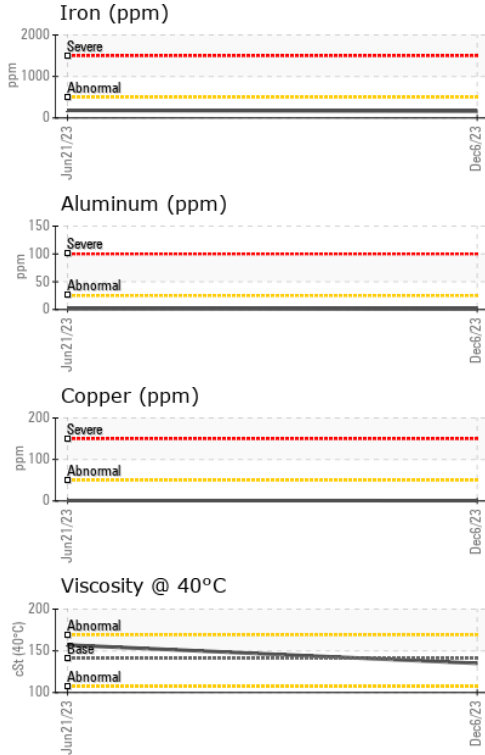 Iron (ppm)
2000
Severe
1000
Abnormal
0
ppm
Jun21/23
Dec6/23
Aluminum (ppm)
150
Severe
100
50
Abnormal
0
ppm
Jun21/23
Dec6/23
Copper (ppm)
200
Severe
100
Abnormal
0
ppm
Jun21/23
Dec6/23
Viscosity @ 40°C
200
Abnormal
150
Base
Abnormal
100
cSt (40°C)
Jun21/23
Dec6/23